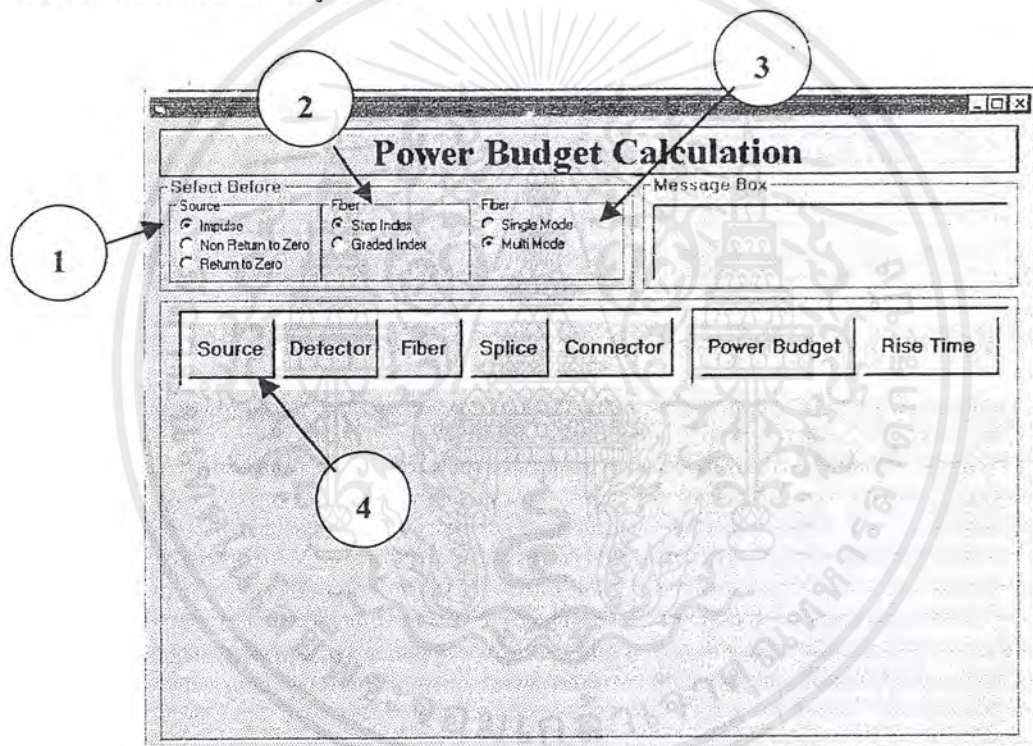 3
2
Power Budget Calculation
Select Before
Message Box
Source
Fiber
Fiber
Impulse
Step Index
Single Mode
1
Non Return to Zero
Graded Index
Multi Mode
Return to Zero
Source Detector Fiber Splice Connector Power Budget Rise Time
4